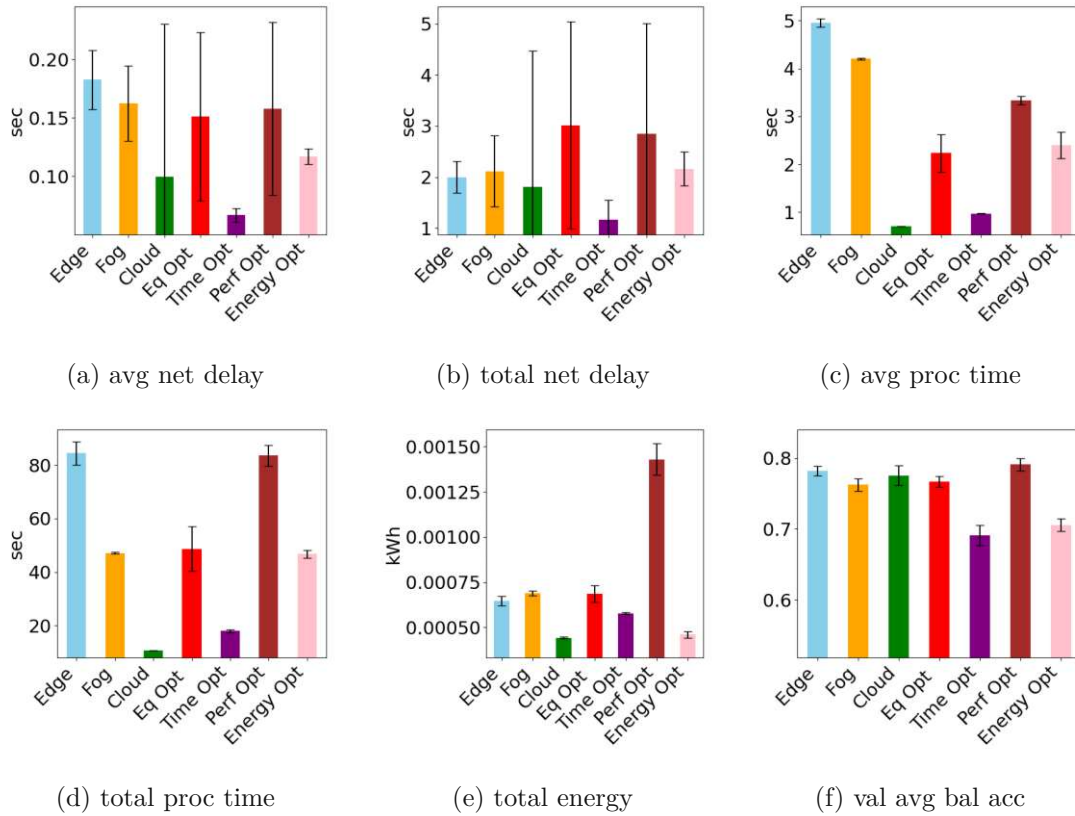 0.20
0.15
0.10
sec
Edge
Fog
Cloud
Eq Opt
Time Opt
Perf Opt
Energy Opt
(a) avg net delay
5
4
3
2
1
sec
Edge
Fog
Cloud
Eq Opt
Time Opt
Perf Opt
Energy Opt
(b) total net delay
5
4
3
2
1
sec
Edge
Fog
Cloud
Eq Opt
Time Opt
Perf Opt
Energy Opt
(c) avg proc time
80
60
40
20
sec
Edge
Fog
Cloud
Eq Opt
Time Opt
Perf Opt
Energy Opt
(d) total proc time
0.00150
0.00125
0.00100
0.00075
0.00050
kWh
Edge
Fog
Cloud
Eq Opt
Time Opt
Perf Opt
Energy Opt
(e) total energy
0.8
0.7
0.6
Edge
Fog
Cloud
Eq Opt
Time Opt
Perf Opt
Energy Opt
(f) val avg bal acc